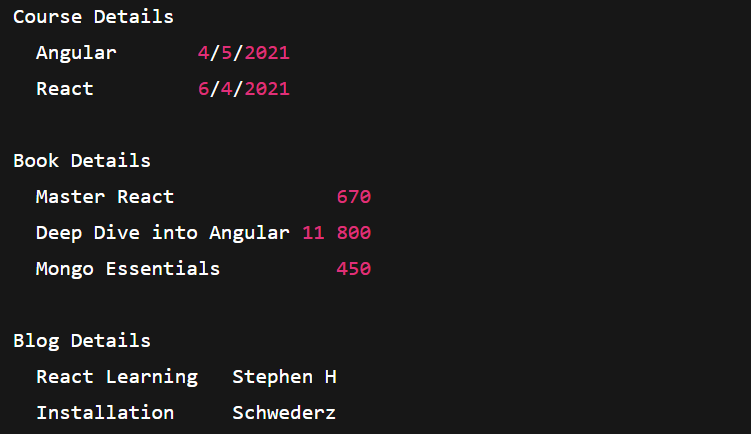 Course Details
Angular 4/5/2021
React 6/4/2021
Book Details
Master React 670
Deep Dive into Angular 11 800
Mongo Essentials 450
Blog Details
React Learning Stephen H
Installation Schwederz